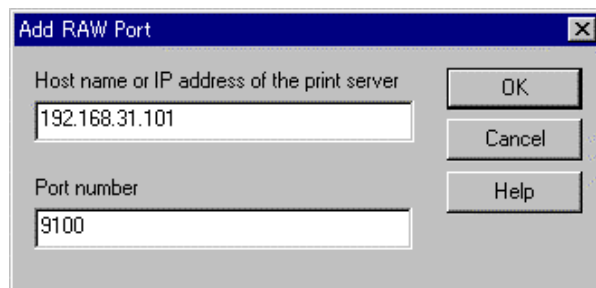 Add RAW Port
Host name or IP address of the print server
192.168.31.101
Port number
9100
OK
Cancel
Help